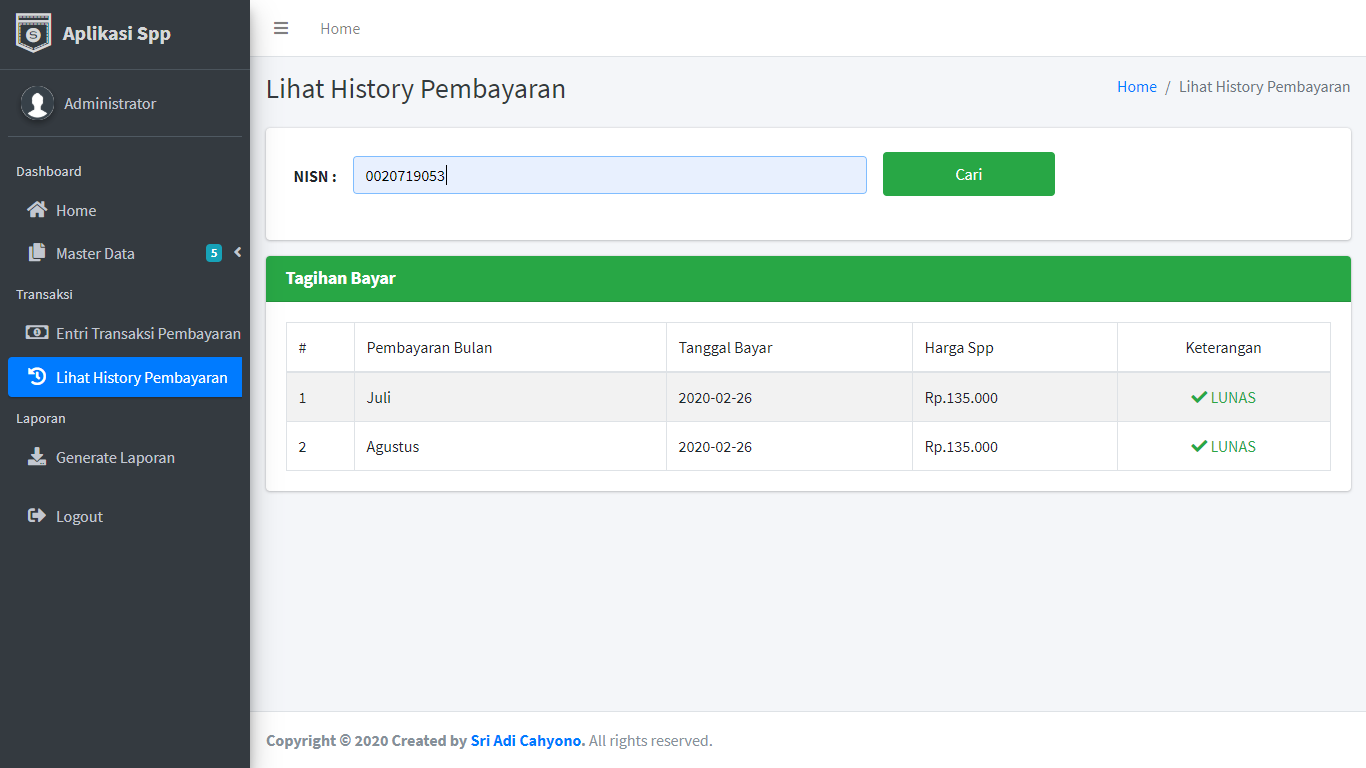 Aplikasi Spp
Administrator
Dashboard
Home
Master Data 5
Transaksi
Entri Transaksi Pembayaran
Lihat History Pembayaran
Laporan
Generate Laporan
Logout
Home
Lihat History Pembayaran
Home / Lihat History Pembayaran
NISN : 0020719053 Cari
Tagihan Bayar
# Pembayaran Bulan Tanggal Bayar Harga Spp Keterangan
1 Juli 2020-02-26 Rp.135.000 LUNAS
2 Agustus 2020-02-26 Rp.135.000 LUNAS
Copyright © 2020 Created by Sri Adi Cahyono. All rights reserved.